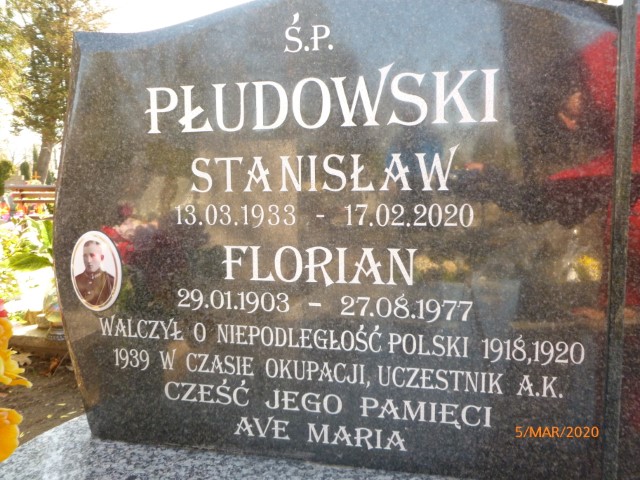 Ś.P.
PŁUDOWSKI
STANISŁAW
13.03.1933 - 17.02.2020
FLORIAN
29.01.1903 - 27.08.1977
WALCZYŁ O NIEPODLEGŁOŚĆ POLSKI 1918,1920
1939 W CZASIE OKUPACJI, UCZESTNIK A.K.
CZEŚĆ JEGO PAMIĘCI
AVE MARIA
5/MAR/2020